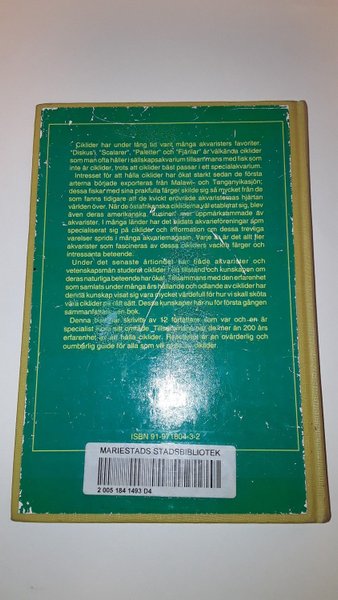 Ciklider har under lång tid varit många akvaristers favoriter.
"Diskus", "Scalarer", "Paletter" och "Fjärilar" är välkända ciklider
som man ofta håller i sällskapsakvarium tillsammans med fisk som
inte är ciklider, trots att ciklider bäst passar i ett specialakvarium.
Intresset för att hålla ciklider har ökat starkt sedan de första
arterna började exporteras från Malawi- och Tanganyikasjön;
dessa fiskar med sina praktfulla färger skilde sig så mycket från de
som fanns tidigare att de kvickt erövrade akvaristernas hjärtan
världen över. När de östafrikanska cikliderna väl etablerat sig, blev
även deras amerikanska kusiner mer uppmärksammade av
akvarister. I många länder har det bildats akvarieföreningar som
specialiserat sig på ciklider och information om dessa trevliga
varelser sprids i många akvariemagasin. Varje år är det allt fler
akvarister som fascineras av dessa cikliders vackra färger och
intressanta beteende.
Under det senaste årtiondet har både akvarister och
vetenskapsmän studerat ciklider i vilt tillstånd och kunskapen om
deras naturliga beteende har ökat. Tillsammans med den erfarenhet
som samlats under många års hållande och odlande av ciklider har
denna kunskap visat sig vara mycket värdefull för hur vi skall sköta
våra ciklider på rätt sätt. Dessa kunskaper har nu för första gången
sammanfattats i en bok.
Denna bok har skrivits av 12 författare som var och en är
specialist inom sitt område. Tillsammans har de mer än 200 års
erfarenhet av att hålla ciklider. Resultatet är en ovärderlig och
oumbärlig guide för alla som vill sköta ciklider.
ISBN 91-971804-3-2
MARIESTADS STADSBIBLIOTEK
2 005 184 1493 D4